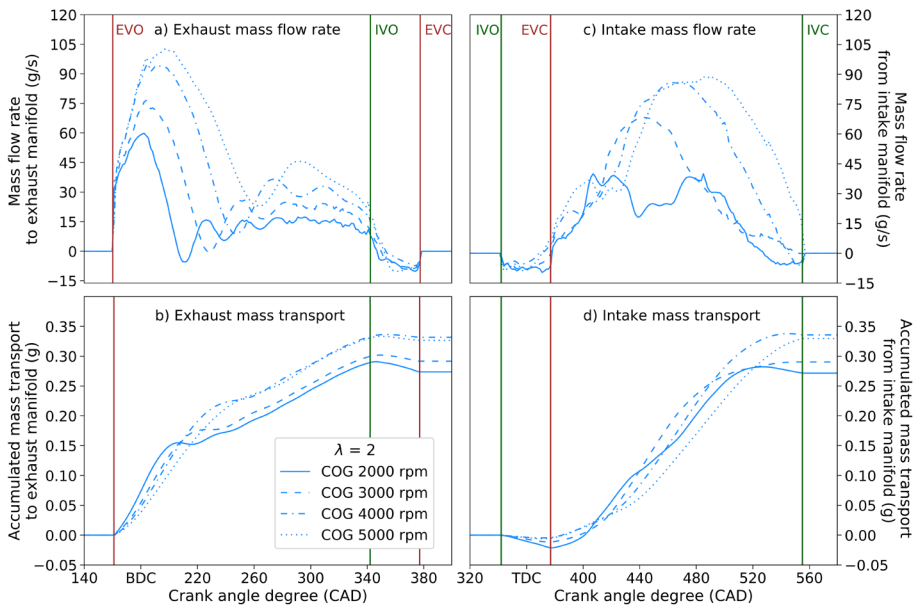 EVO
a) Exhaust mass flow rate
IVO
EVC
120
105
90
75
60
45
30
15
0
−15
Mass flow rate
to exhaust manifold (g/s)
IVO
EVC
c) Intake mass flow rate
IVC
120
105
90
75
60
45
30
15
0
−15
Mass flow rate
from intake manifold (g/s)
b) Exhaust mass transport
0.35
0.30
0.25
0.20
0.15
0.10
0.05
0.00
−0.05
Accumulated mass transport
to exhaust manifold (g)
λ = 2
COG 2000 rpm
COG 3000 rpm
COG 4000 rpm
COG 5000 rpm
140 BDC 220 260 300 340 380
Crank angle degree (CAD)
d) Intake mass transport
0.35
0.30
0.25
0.20
0.15
0.10
0.05
0.00
−0.05
Accumulated mass transport
from intake manifold (g)
320 TDC 400 440 480 520 560
Crank angle degree (CAD)